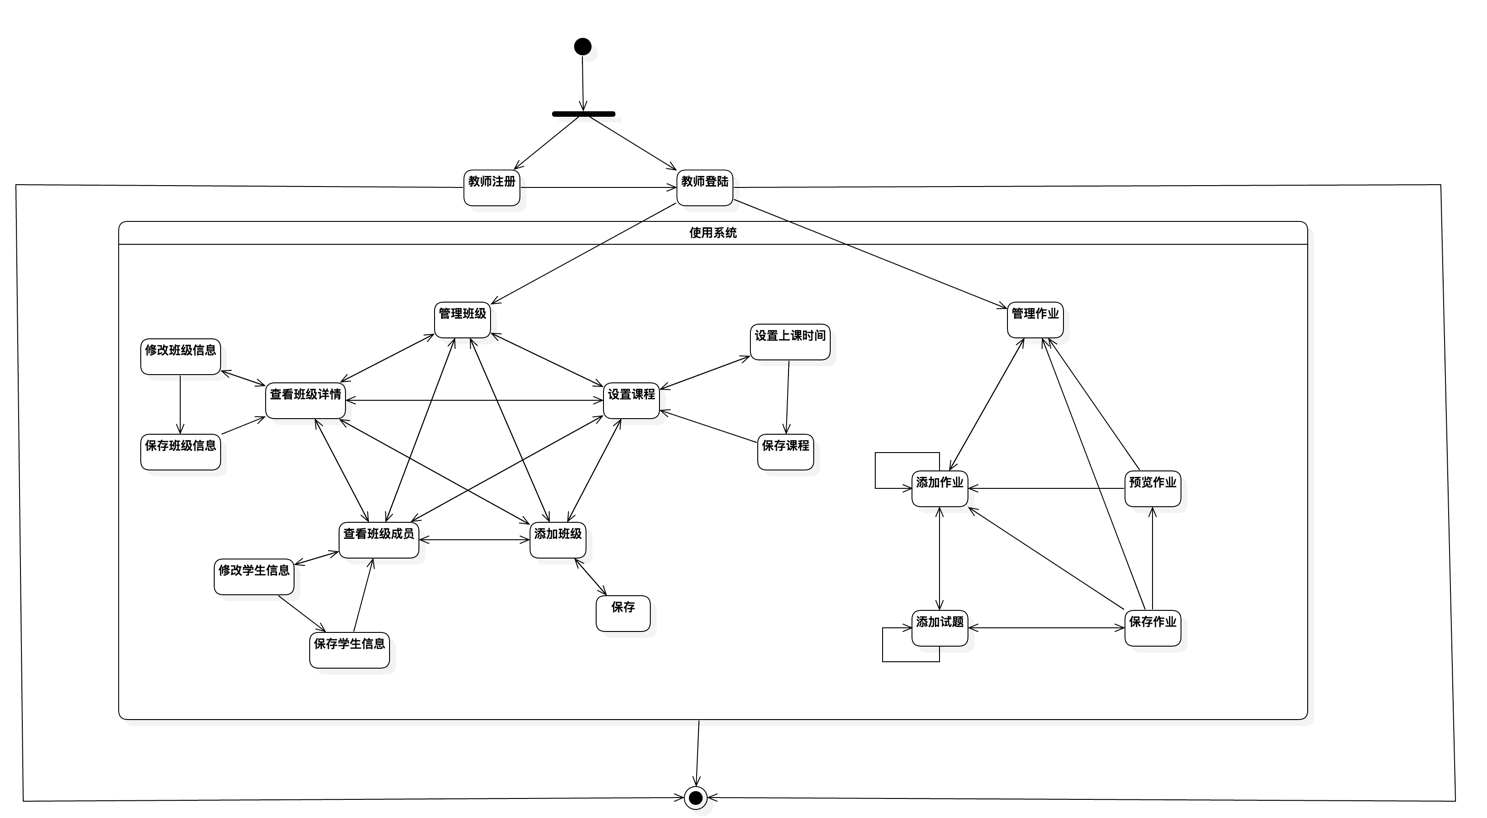 教师注册
教师登陆
使用系统
管理班级
管理作业
设置上课时间
修改班级信息
查看班级详情
设置课程
保存班级信息
保存课程
添加作业
预览作业
查看班级成员
添加班级
修改学生信息
保存
添加试题
保存作业
保存学生信息